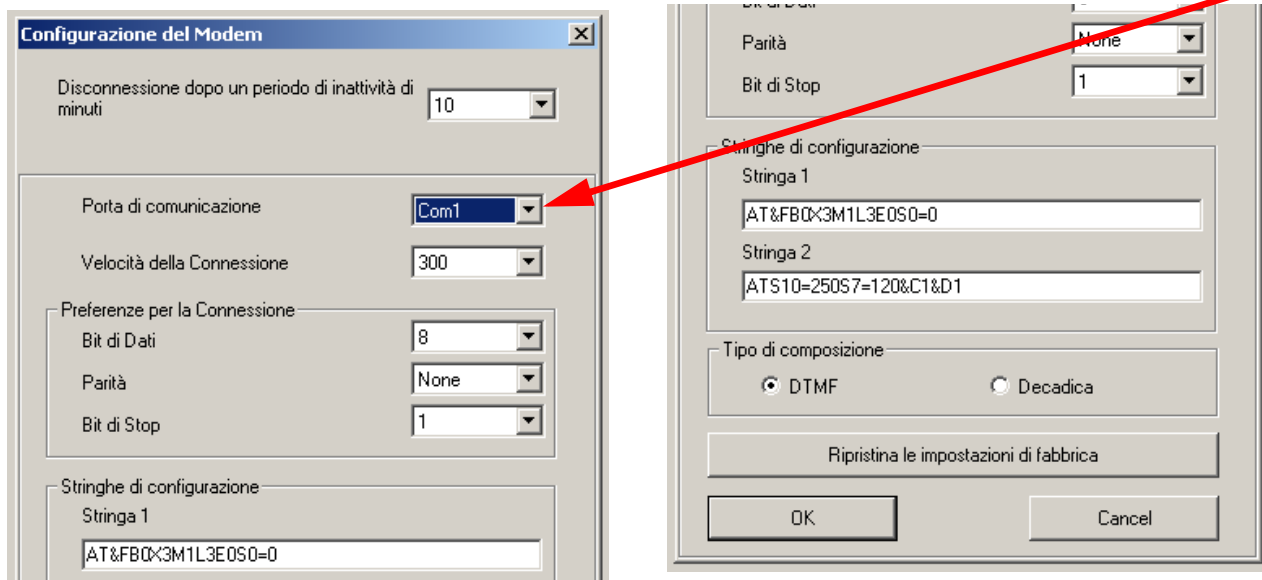 Configurazione del Modem
Disconnessione dopo un periodo di inattività di
minuti
10
Porta di comunicazione
Com1
Velocità della Connessione
300
Preferenze per la Connessione
Bit di Dati
8
Parità
None
Bit di Stop
1
Stringhe di configurazione
Stringa 1
AT&FB0X3M1L3E0S0=0
Parità
None
Bit di Stop
1
Stringhe di configurazione
Stringa 1
AT&FB0X3M1L3E0S0=0
Stringa 2
ATS10=250S7=120&C1&D1
Tipo di composizione
DTMF
Decadica
Ripristina le impostazioni di fabbrica
OK
Cancel